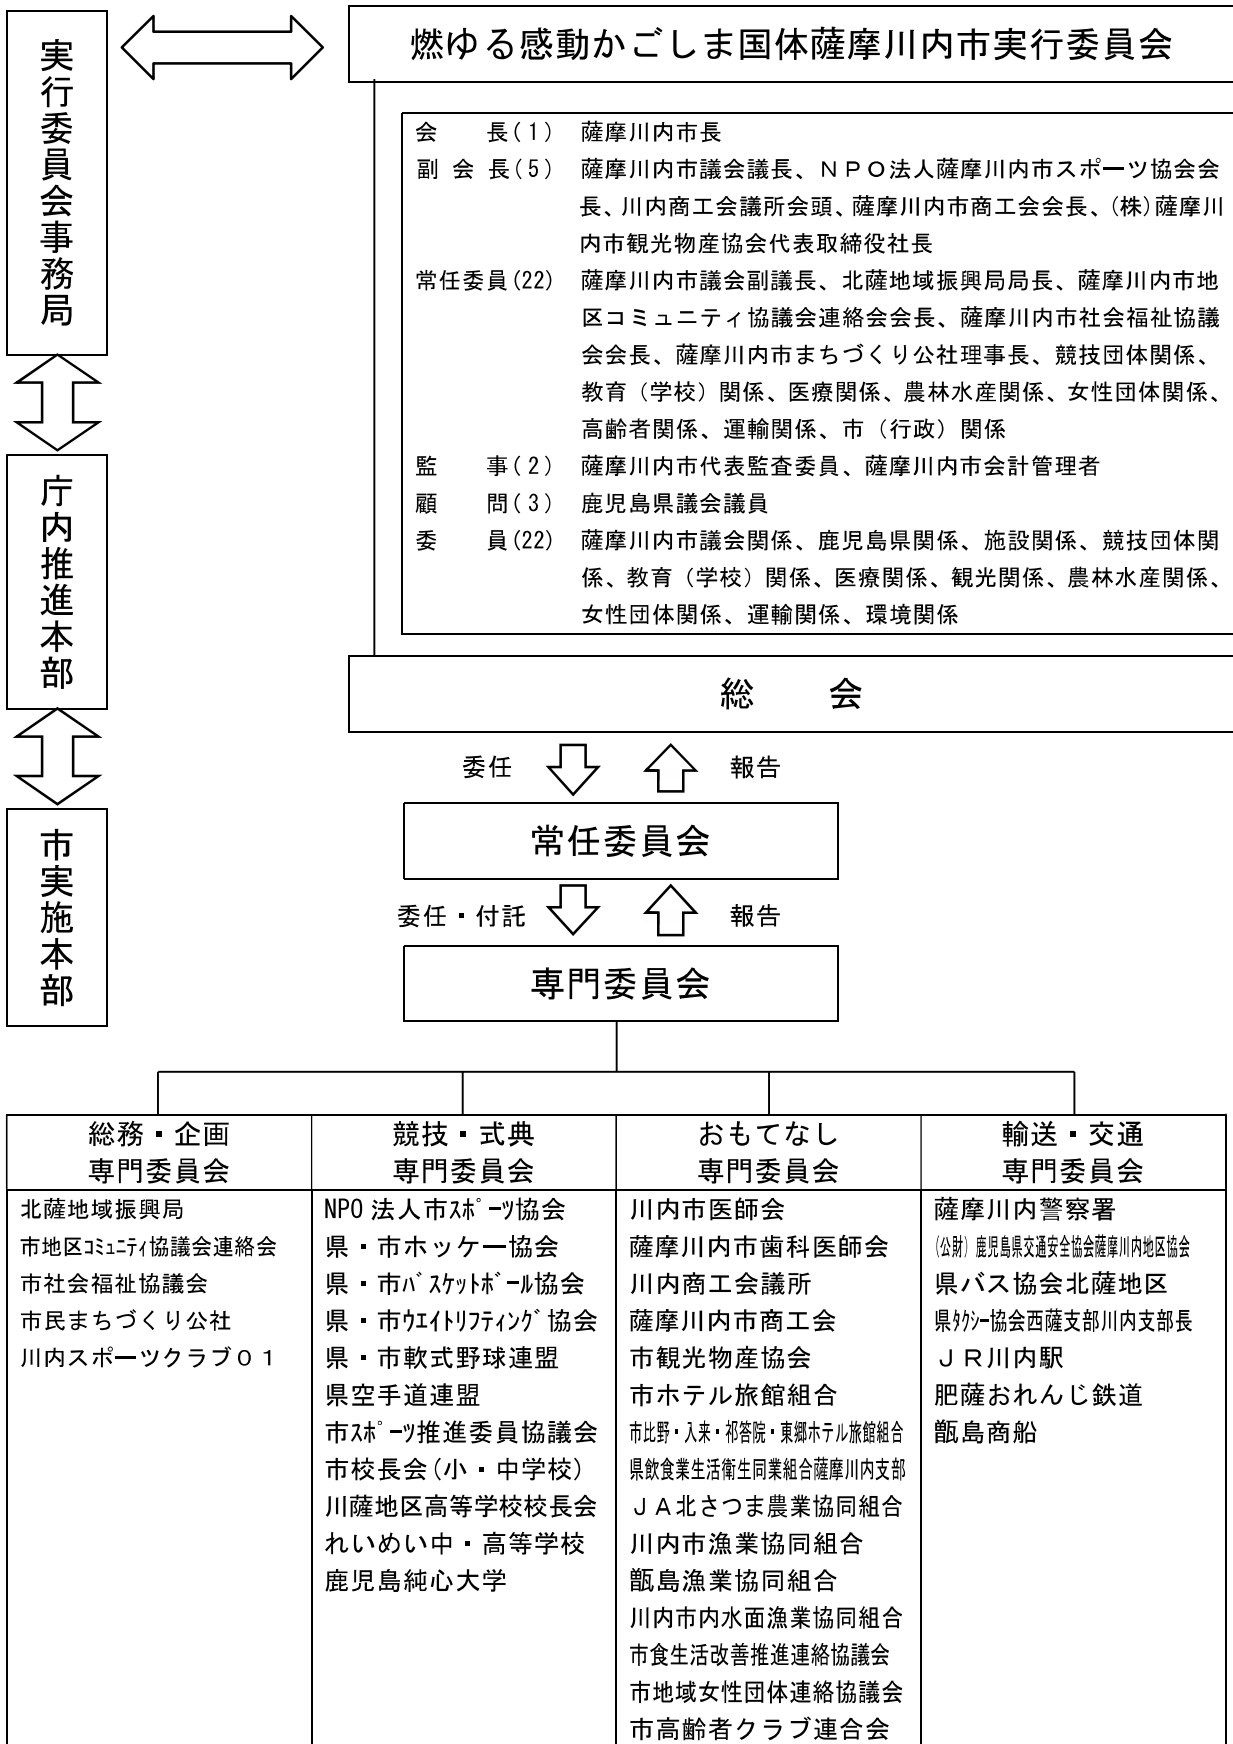 実行委員会事務局
庁内推進本部
市実施本部
燃ゆる感動かごしま国体薩摩川内市実行委員会
会　　長(1)　薩摩川内市長
副 会 長(5)　薩摩川内市議会議長、ＮＰＯ法人薩摩川内市スポーツ協会会
長、川内商工会議所会頭、薩摩川内市商工会会長、(株)薩摩川
内市観光物産協会代表取締役社長
常任委員(22)　薩摩川内市議会副議長、北薩地域振興局局長、薩摩川内市地
区コミュニティ協議会連絡会会長、薩摩川内市社会福祉協議
会会長、薩摩川内市まちづくり公社理事長、競技団体関係、
教育（学校）関係、医療関係、農林水産関係、女性団体関係、
高齢者関係、運輸関係、市（行政）関係
監　　事(2)　薩摩川内市代表監査委員、薩摩川内市会計管理者
顧　　問(3)　鹿児島県議会議員
委　　員(22)　薩摩川内市議会関係、鹿児島県関係、施設関係、競技団体関
係、教育（学校）関係、医療関係、観光関係、農林水産関係、
女性団体関係、運輸関係、環境関係
総　　会
委任　報告
常任委員会
委任・付託　報告
専門委員会
総務・企画
専門委員会
北薩地域振興局
市地区ｺﾐｭﾆﾃｨ協議会連絡会
市社会福祉協議会
市民まちづくり公社
川内スポーツクラブ０１
競技・式典
専門委員会
NPO 法人市ｽﾎﾟｰﾂ協会
県・市ホッケー協会
県・市ﾊﾞｽｹｯﾄﾎﾞｰﾙ協会
県・市ｳｴｲﾄﾘﾌﾃｨﾝｸﾞ協会
県・市軟式野球連盟
県空手道連盟
市ｽﾎﾟｰﾂ推進委員協議会
市校長会(小・中学校)
川薩地区高等学校校長会
れいめい中・高等学校
鹿児島純心大学
おもてなし
専門委員会
川内市医師会
薩摩川内市歯科医師会
川内商工会議所
薩摩川内市商工会
市観光物産協会
市ホテル旅館組合
市比野・入来・祁答院・東郷ホテル旅館組合
県飲食業生活衛生同業組合薩摩川内支部
ＪＡ北さつま農業協同組合
川内市漁業協同組合
甑島漁業協同組合
川内市内水面漁業協同組合
市食生活改善推進連絡協議会
市地域女性団体連絡協議会
市高齢者クラブ連合会
輸送・交通
専門委員会
薩摩川内警察署
(公財) 鹿児島県交通安全協会薩摩川内地区協会
県バス協会北薩地区
県ﾀｸｼｰ協会西薩支部川内支部長
ＪＲ川内駅
肥薩おれんじ鉄道
甑島商船